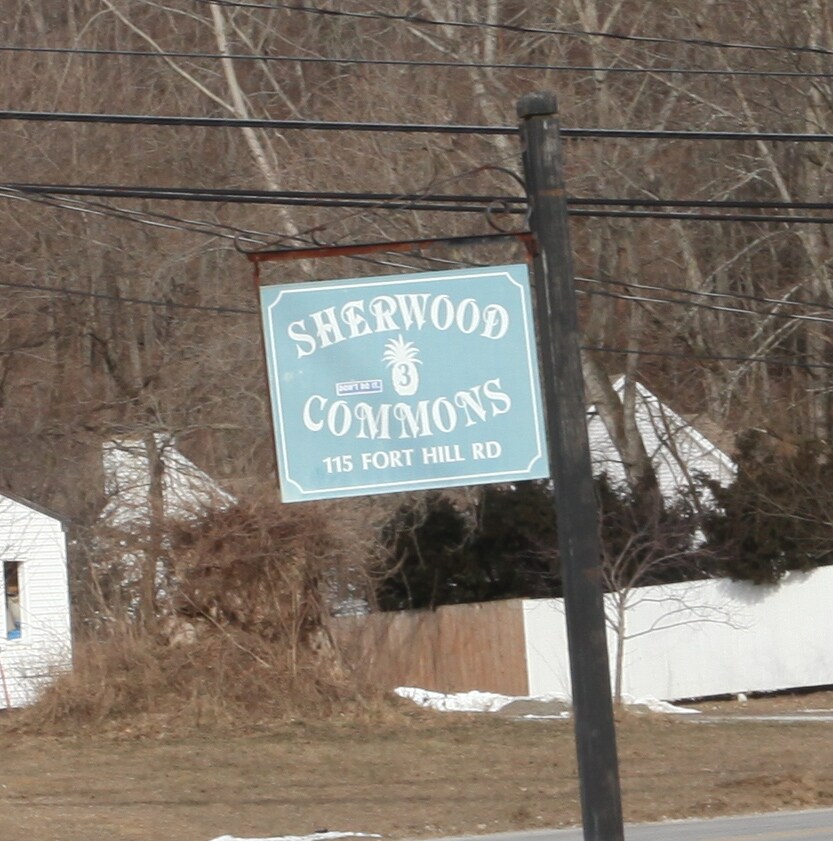 SHERWOOD
3
DON'T DO IT.
COMMONS
115 FORT HILL RD